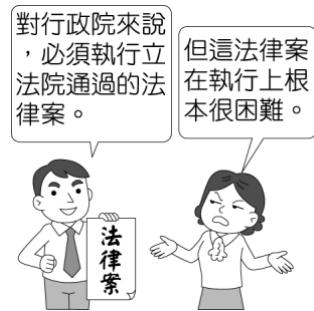 對行政院來說
，必須執行立
法院通過的法
律案。
但這法律案
在執行上根
本很困難。
法律案